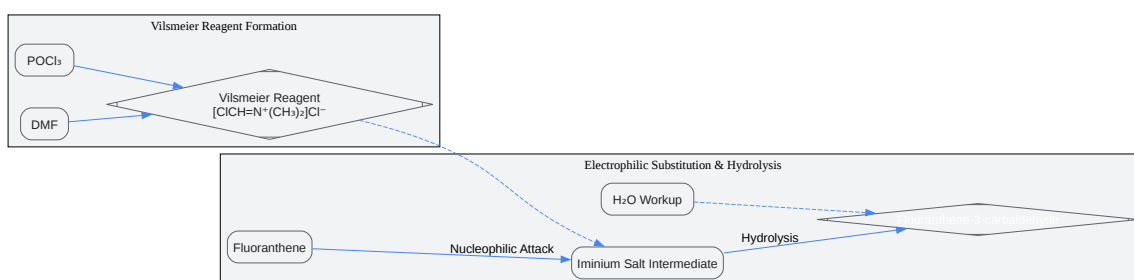 Vilsmeier Reagent Formation
POCl₃
Vilsmeier Reagent
[ClCH=N⁺(CH₃)₂]Cl⁻
DMF
Electrophilic Substitution & Hydrolysis
H₂O Workup
Fluoranthene-3-carbaldehyde
Fluoranthene
Nucleophilic Attack
Iminium Salt Intermediate
Hydrolysis